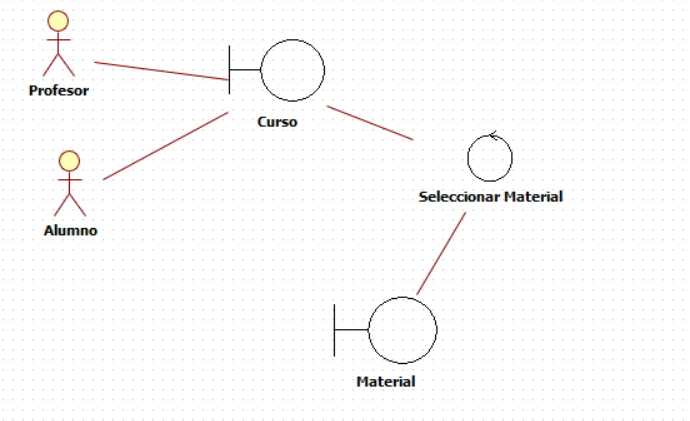 Profesor
Curso
Alumno
Seleccionar Material
Material